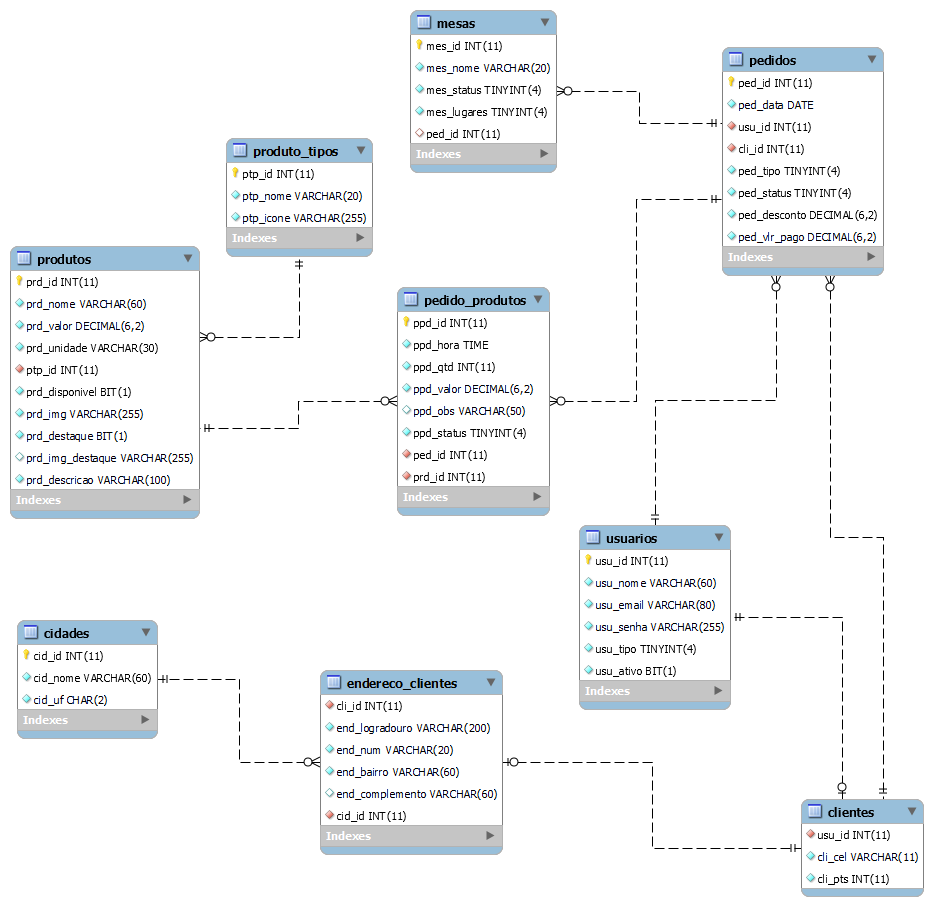 mesas
mes_id INT(11)
mes_nome VARCHAR(20)
mes_status TINYINT(4)
mes_lugares TINYINT(4)
ped_id INT(11)
Indexes
pedidos
ped_id INT(11)
ped_data DATE
usu_id INT(11)
cli_id INT(11)
ped_tipo TINYINT(4)
ped_status TINYINT(4)
ped_desconto DECIMAL(6,2)
ped_vlr_pago DECIMAL(6,2)
Indexes
produto_tipos
ptp_id INT(11)
ptp_nome VARCHAR(20)
ptp_icone VARCHAR(255)
Indexes
produtos
prd_id INT(11)
prd_nome VARCHAR(60)
prd_valor DECIMAL(6,2)
prd_unidade VARCHAR(30)
ptp_id INT(11)
prd_disponivel BIT(1)
prd_img VARCHAR(255)
prd_destaque BIT(1)
prd_img_destaque VARCHAR(255)
prd_descricao VARCHAR(100)
Indexes
pedido_produtos
ppd_id INT(11)
ppd_hora TIME
ppd_qtd INT(11)
ppd_valor DECIMAL(6,2)
ppd_obs VARCHAR(50)
ppd_status TINYINT(4)
ped_id INT(11)
prd_id INT(11)
Indexes
usuarios
usu_id INT(11)
usu_nome VARCHAR(60)
usu_email VARCHAR(80)
usu_senha VARCHAR(255)
usu_tipo TINYINT(4)
usu_ativo BIT(1)
Indexes
cidades
cid_id INT(11)
cid_nome VARCHAR(60)
cid_uf CHAR(2)
Indexes
endereco_clientes
cli_id INT(11)
end_logradouro VARCHAR(200)
end_num VARCHAR(20)
end_bairro VARCHAR(60)
end_complemento VARCHAR(60)
cid_id INT(11)
Indexes
clientes
usu_id INT(11)
cli_cel VARCHAR(11)
cli_pts INT(11)